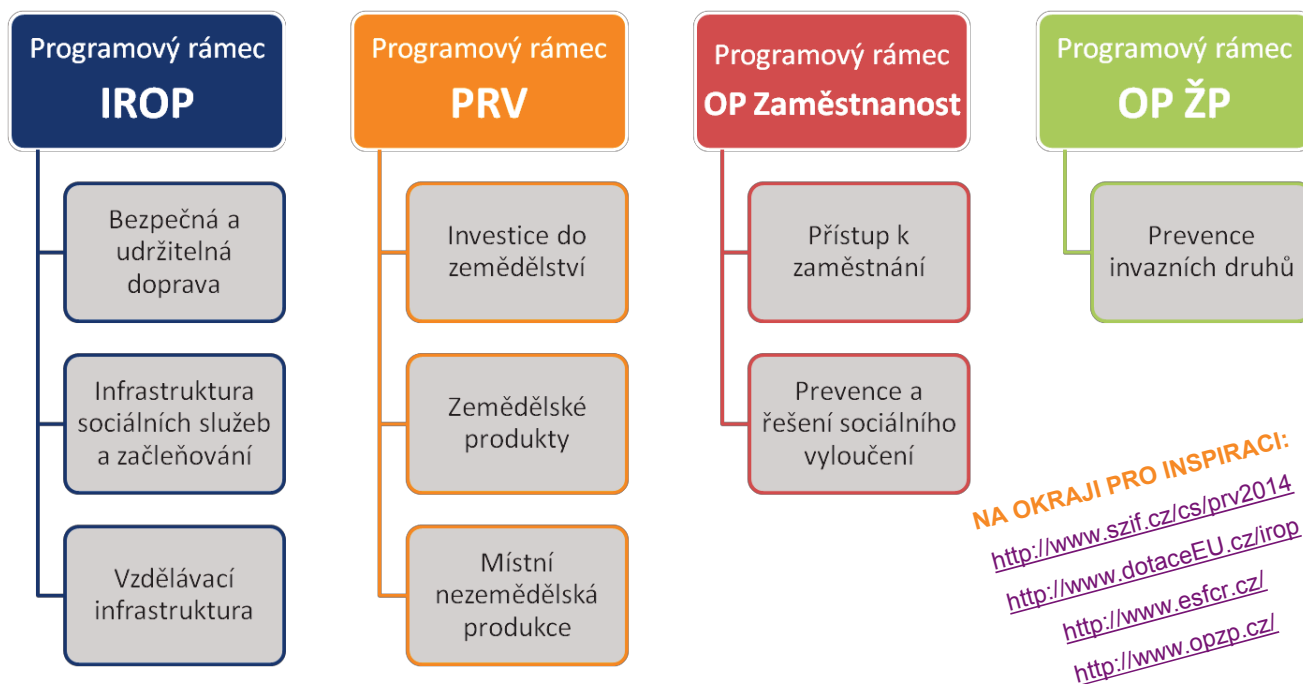 Programový rámec
IROP
Bezpečná a
udržitelná
doprava
Infrastruktura
sociálních služeb
a začleňování
Vzdělávací
infrastruktura
Programový rámec
PRV
Investice do
zemědělství
Zemědělské
produkty
Místní
nezemědělská
produkce
Programový rámec
OP Zaměstnanost
Přístup k
zaměstnání
Prevence a
řešení sociálního
vyloučení
Programový rámec
OP ŽP
Prevence
invazních druhů
NA OKRAJI PRO INSPIRACI:
http://www.szif.cz/cs/prv2014
http://www.dotaceEU.cz/irop
http://www.esfcr.cz/
http://www.opzp.cz/